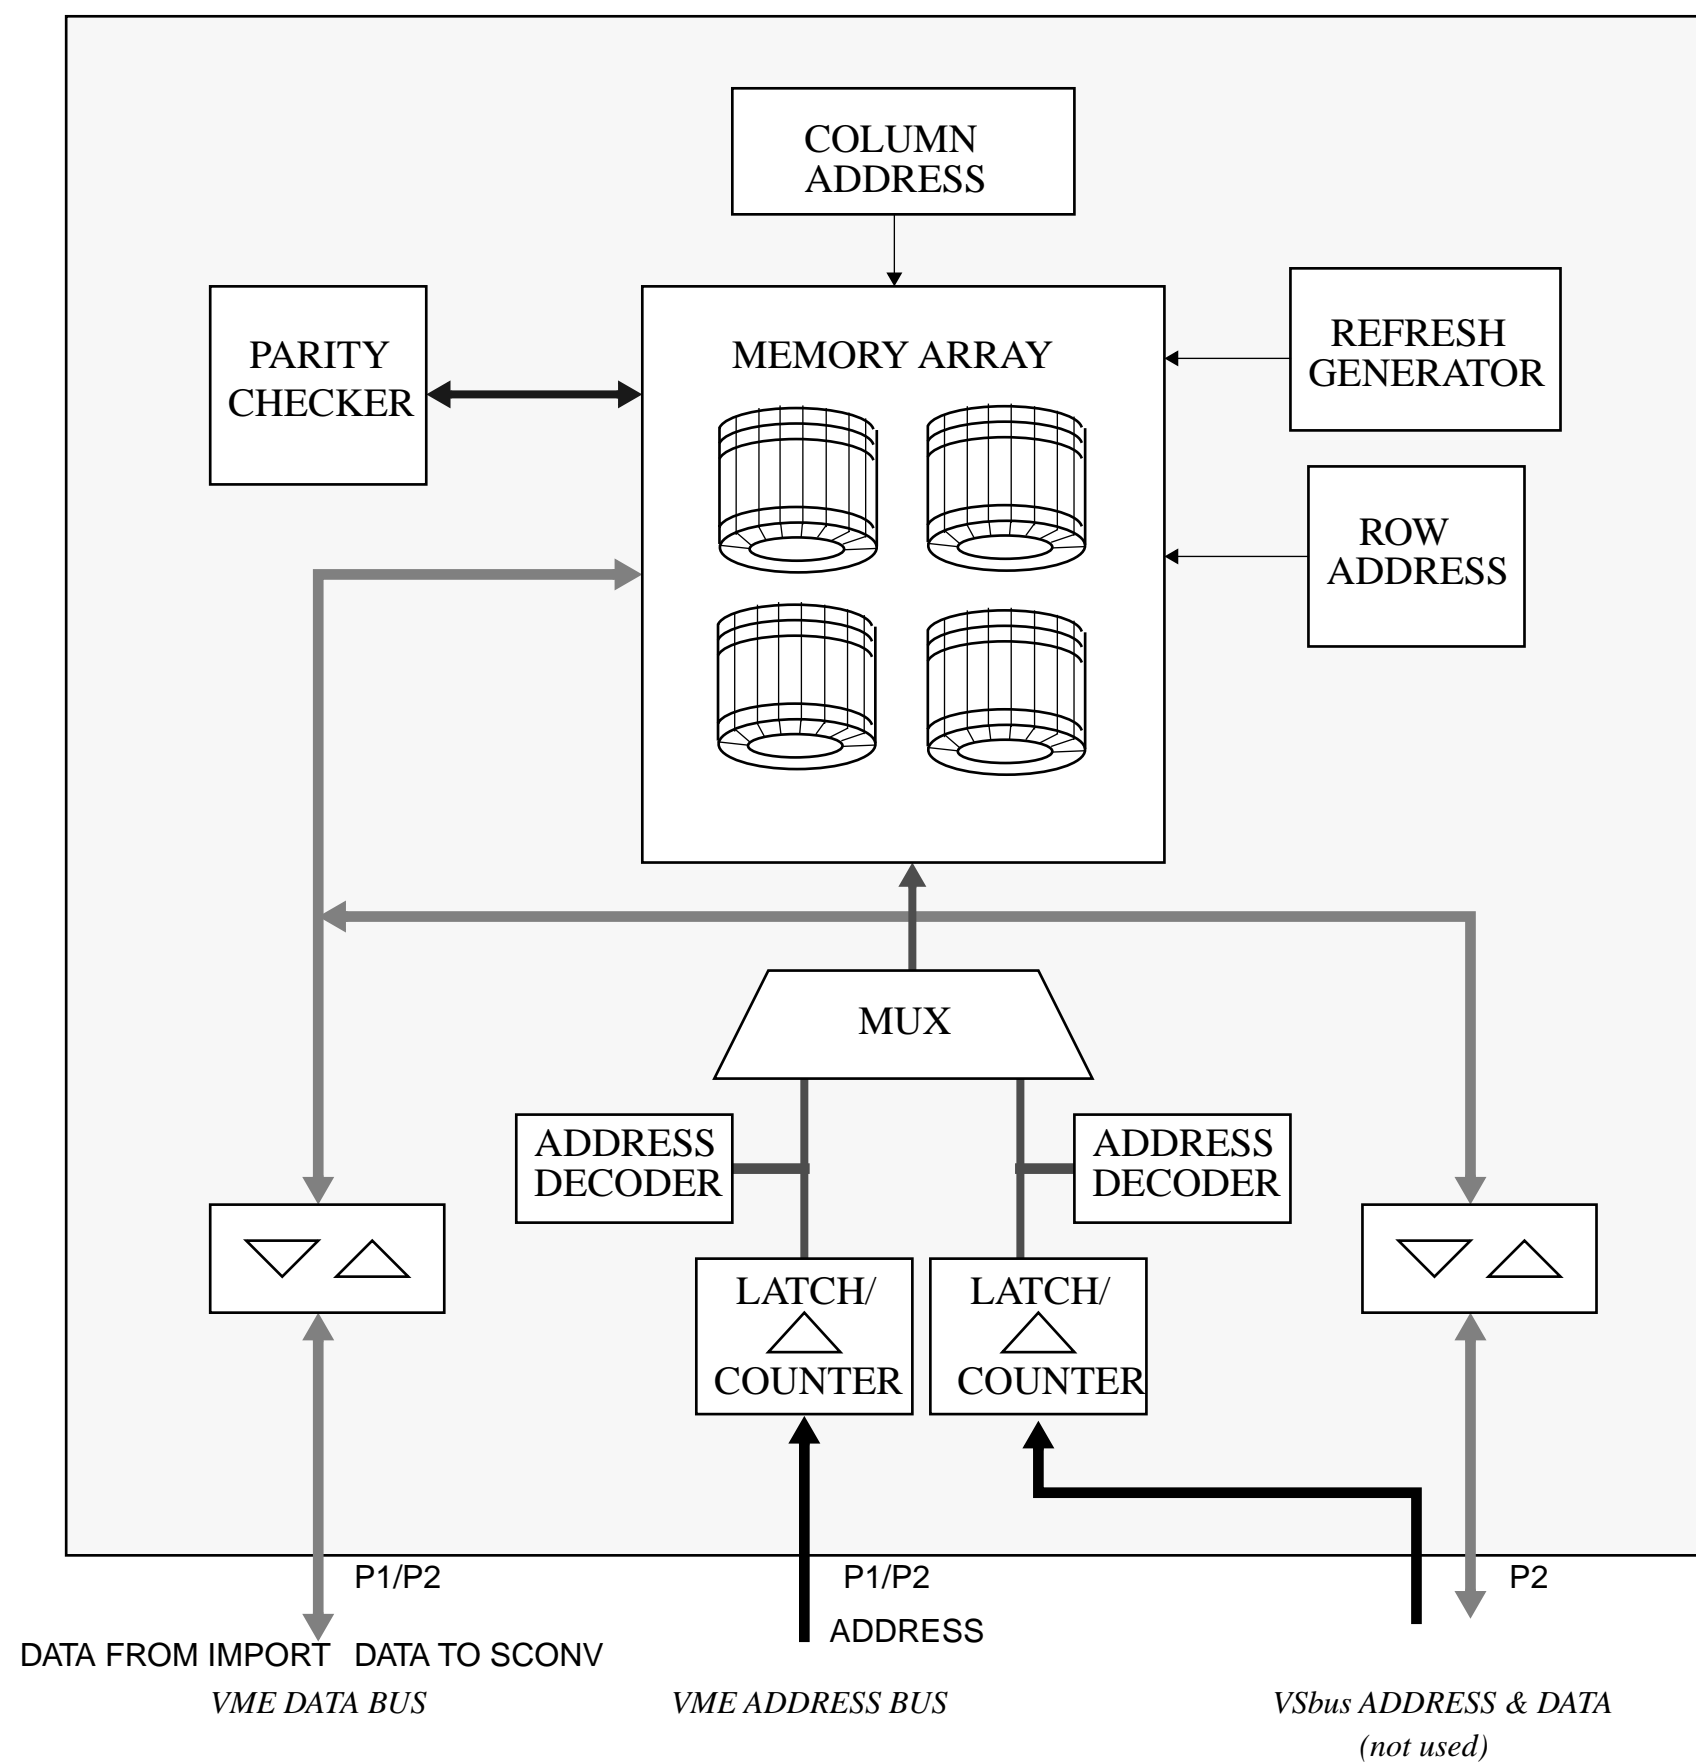 COLUMN
ADDRESS
PARITY
CHECKER
MEMORY ARRAY
REFRESH
GENERATOR
ROW
ADDRESS
MUX
ADDRESS
DECODER
ADDRESS
DECODER
LATCH/
COUNTER
LATCH/
COUNTER
P1/P2
P1/P2
P2
ADDRESS
DATA FROM IMPORT DATA TO SCONV
VME DATA BUS
VME ADDRESS BUS
VSbus ADDRESS & DATA
(not used)